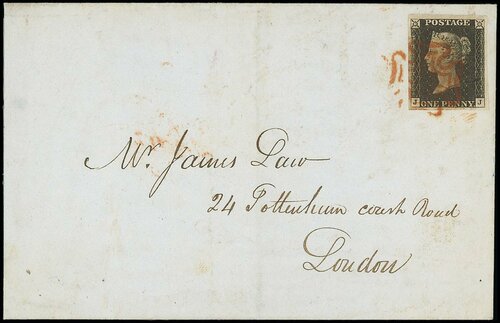 POSTAGE
J J
ONE PENNY
Mr. James Law
24 Tottenham court Road
London